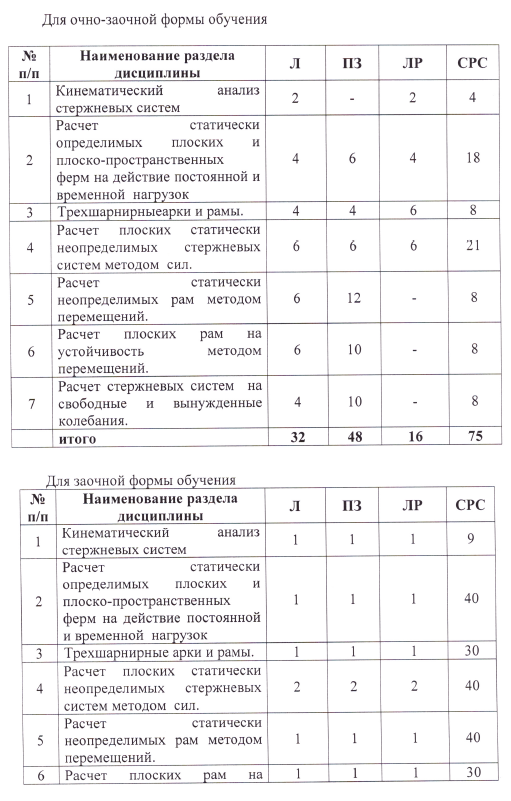 Для очно-заочной формы обучения
№ п/п Наименование раздела дисциплины Л ПЗ ЛР СРС
1 Кинематический анализ
стержневых систем 2 - 2 4
2 Расчет статически
определимых плоских и
плоско-пространственных
ферм на действие постоянной и
временной нагрузок 4 6 4 18
3 Трехшарнирныеарки и рамы. 4 4 6 8
4 Расчет плоских статически
неопределимых стержневых
систем методом сил. 6 6 6 21
5 Расчет статически
неопределимых рам методом
перемещений. 6 12 - 8
6 Расчет плоских рам на
устойчивость методом
перемещений. 6 10 - 8
7 Расчет стержневых систем на
свободные и вынужденные
колебания. 4 10 - 8
итого 32 48 16 75
Для заочной формы обучения
№ п/п Наименование раздела дисциплины Л ПЗ ЛР СРС
1 Кинематический анализ
стержневых систем 1 1 1 9
2 Расчет статически
определимых плоских и
плоско-пространственных
ферм на действие постоянной
и временной нагрузок 1 1 1 40
3 Трехшарнирные арки и рамы. 1 1 1 30
4 Расчет плоских статически
неопределимых стержневых
систем методом сил. 2 2 2 40
5 Расчет статически
неопределимых рам методом
перемещений. 1 1 1 40
6 Расчет плоских рам на 1 1 1 30